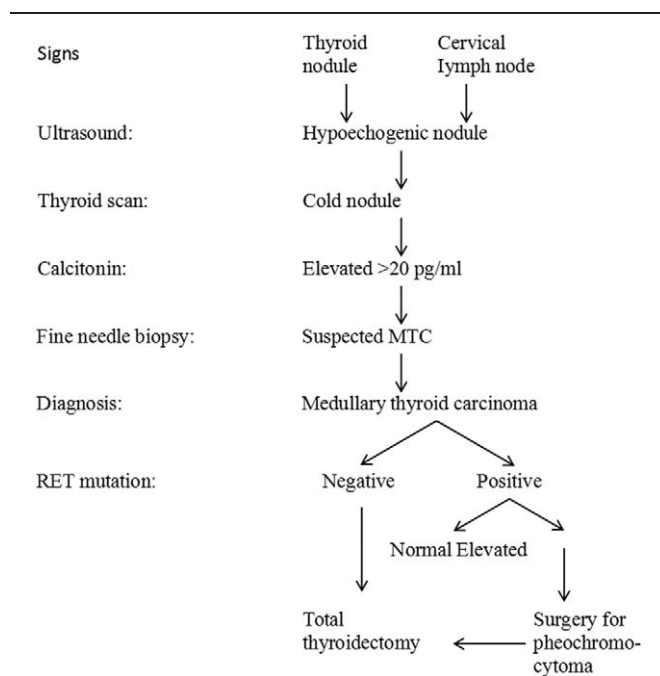 Signs
Thyroid nodule
Cervical Iymph node
Ultrasound: Hypoechogenic nodule
Thyroid scan: Cold nodule
Calcitonin: Elevated >20 pg/ml
Fine needle biopsy: Suspected MTC
Diagnosis: Medullary thyroid carcinoma
RET mutation: Negative Positive
Normal Elevated
Total thyroidectomy
Surgery for pheochromo-cytoma